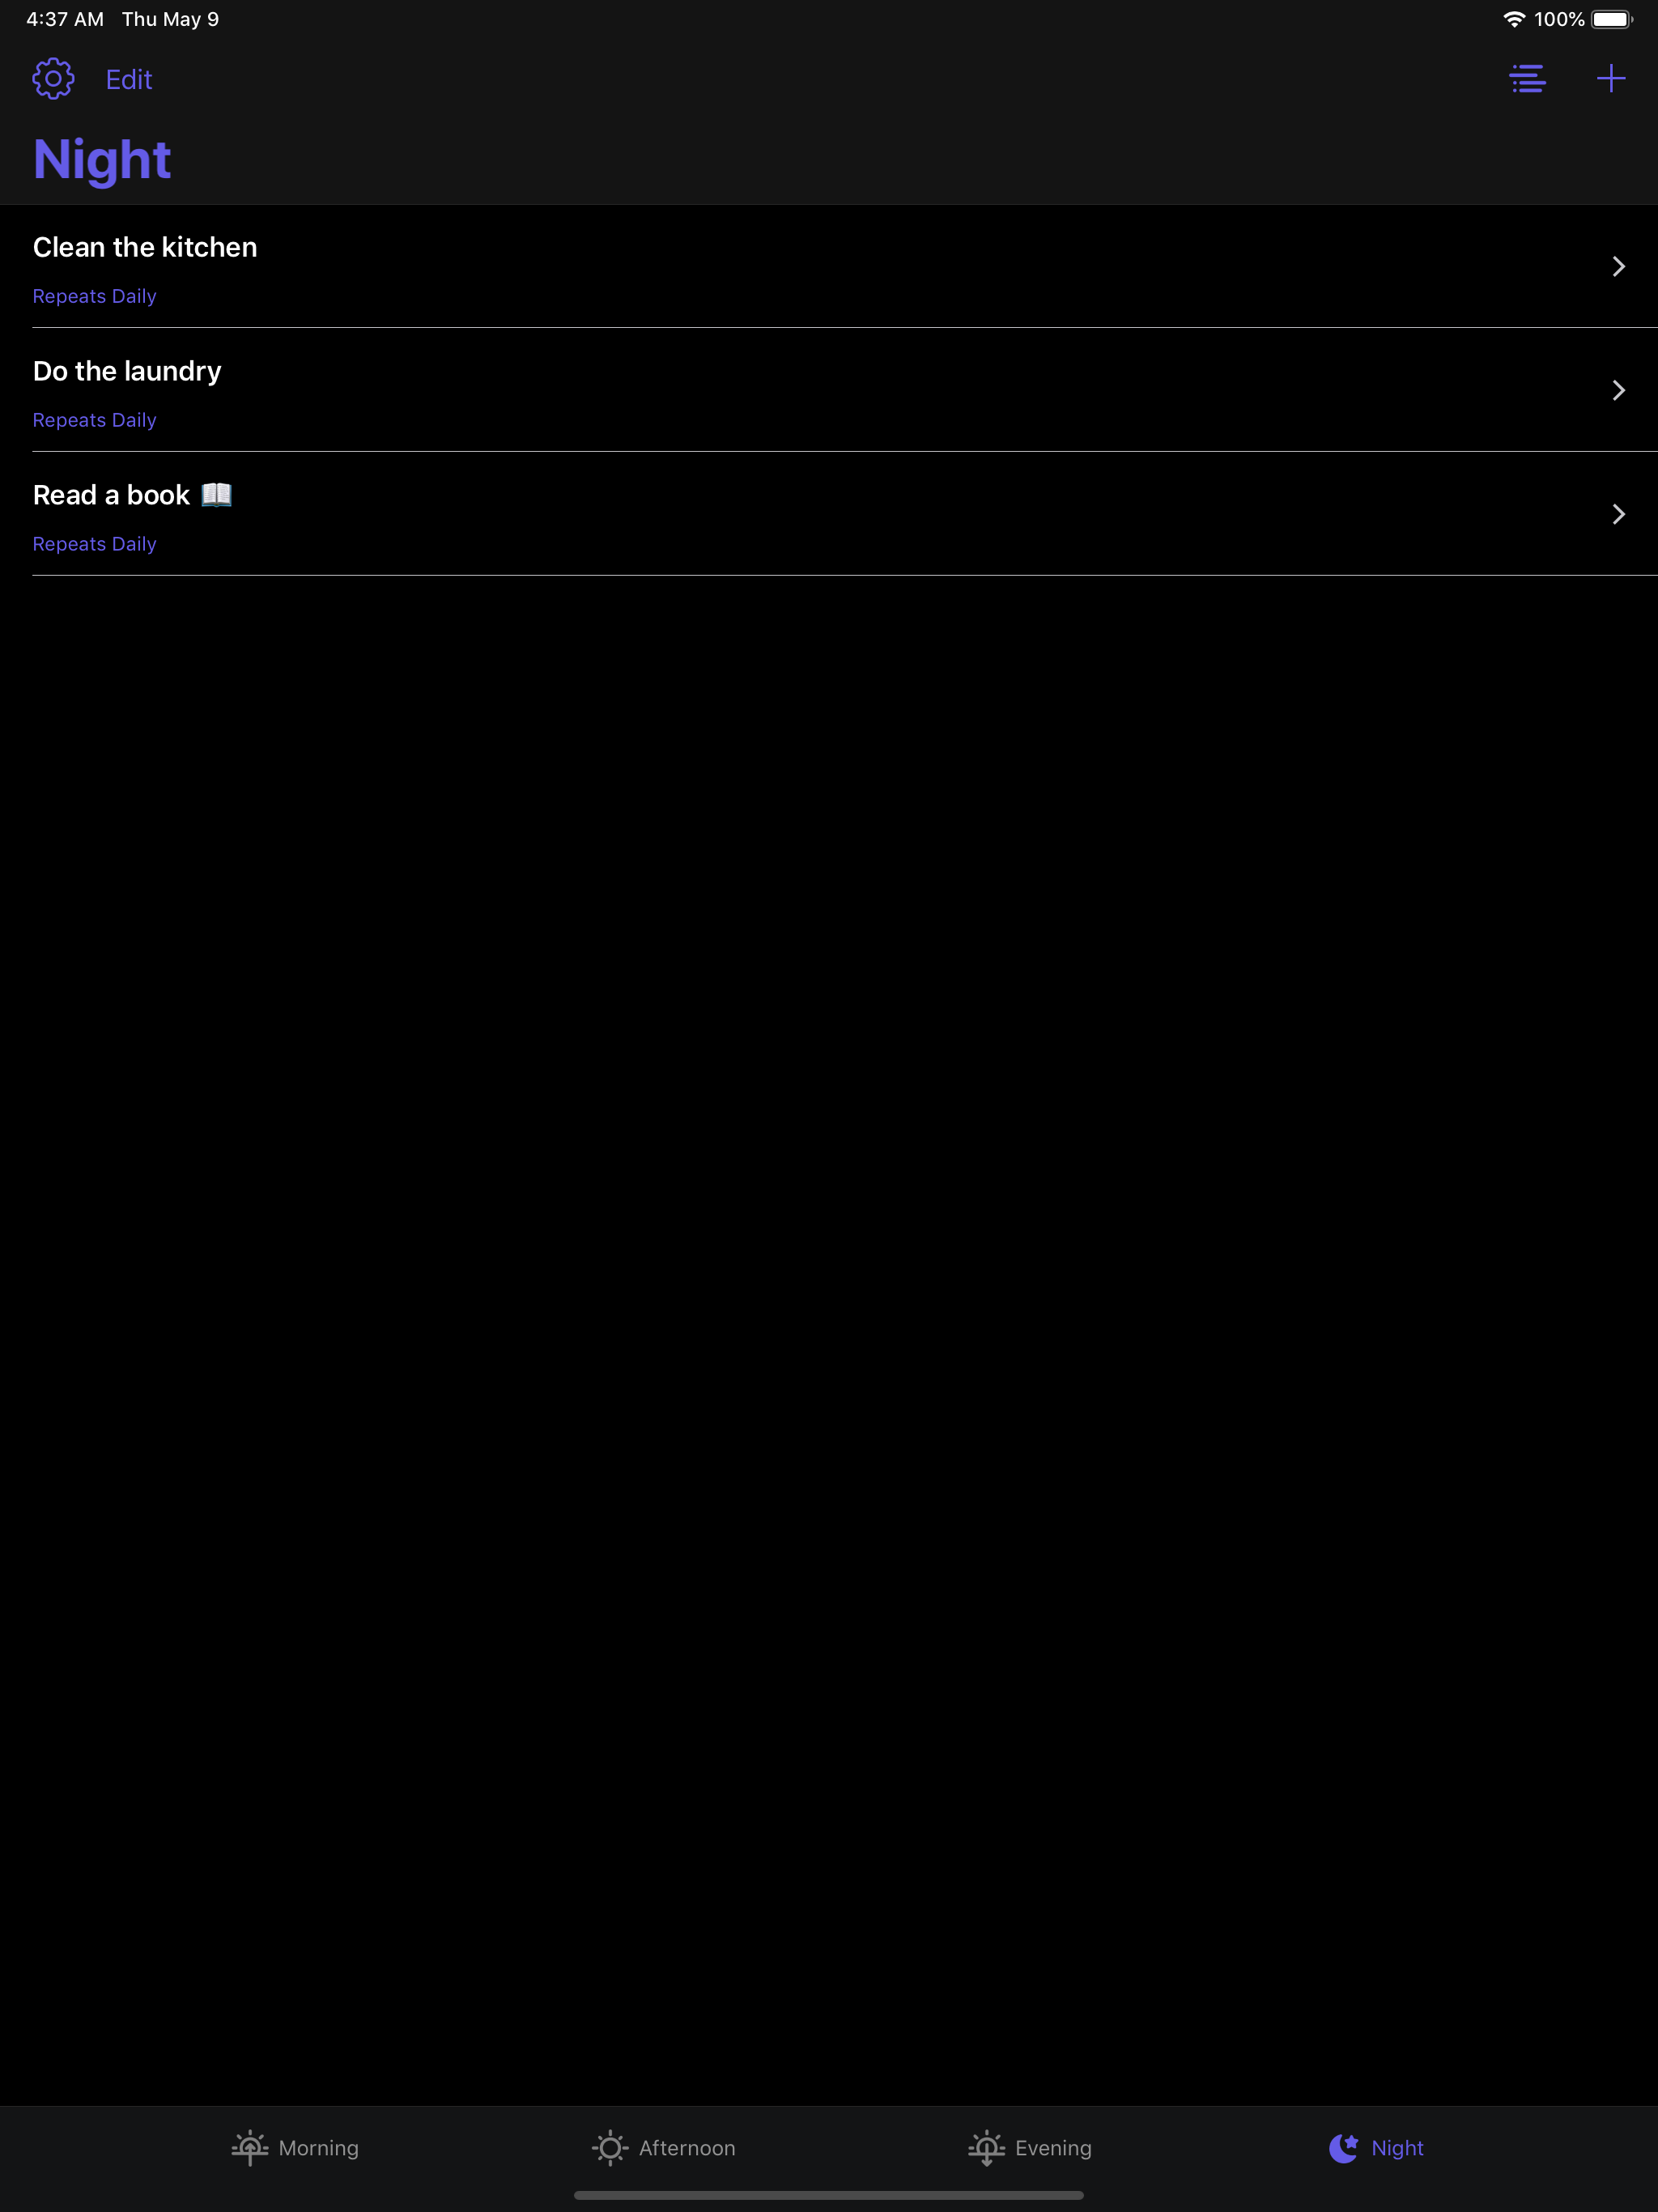 4:37 AM Thu May 9 100%
Edit
Night
Clean the kitchen
Repeats Daily
Do the laundry
Repeats Daily
Read a book 📖
Repeats Daily
Morning Afternoon Evening Night